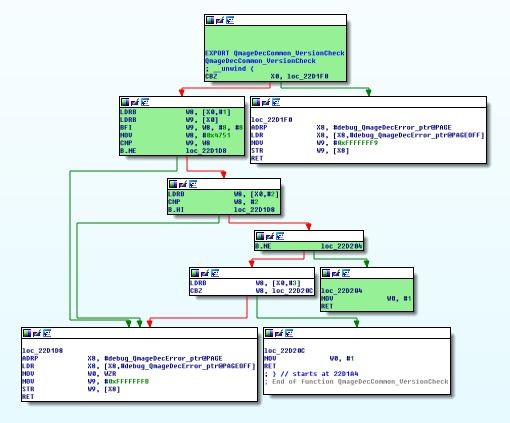 EXPORT QmageDecCommon_VersionCheck
QmageDecCommon_VersionCheck
; __unwind {
CBZ X0, loc_22D1F0
LDRB W8, [X0,#1]
LDRB W9, [X0]
BFI W9, W8, #8, #8
MOV W8, #0x4751
CMP W9, W8
B.NE loc_22D1D8
loc_22D1F0
ADRP X8, #debug_QmageDecError_ptr@PAGE
LDR X8, [X8,#debug_QmageDecError_ptr@PAGEOFF]
MOV W9, #0xFFFFFFF9
STR W9, [X8]
RET
LDRB W8, [X0,#2]
CMP W8, #2
B.HI loc_22D1D8
B.NE loc_22D204
LDRB W8, [X0,#3]
CBZ W8, loc_22D20C
loc_22D204
MOV W0, #1
RET
loc_22D1D8
ADRP X8, #debug_QmageDecError_ptr@PAGE
LDR X8, [X8,#debug_QmageDecError_ptr@PAGEOFF]
MOV W0, WZR
MOV W9,
STR W9, [X8]
RET
loc_22D20C
MOV W0, #1
RET
; } // starts at 22D1A4
; End of function QmageDecCommon_VersionCheck